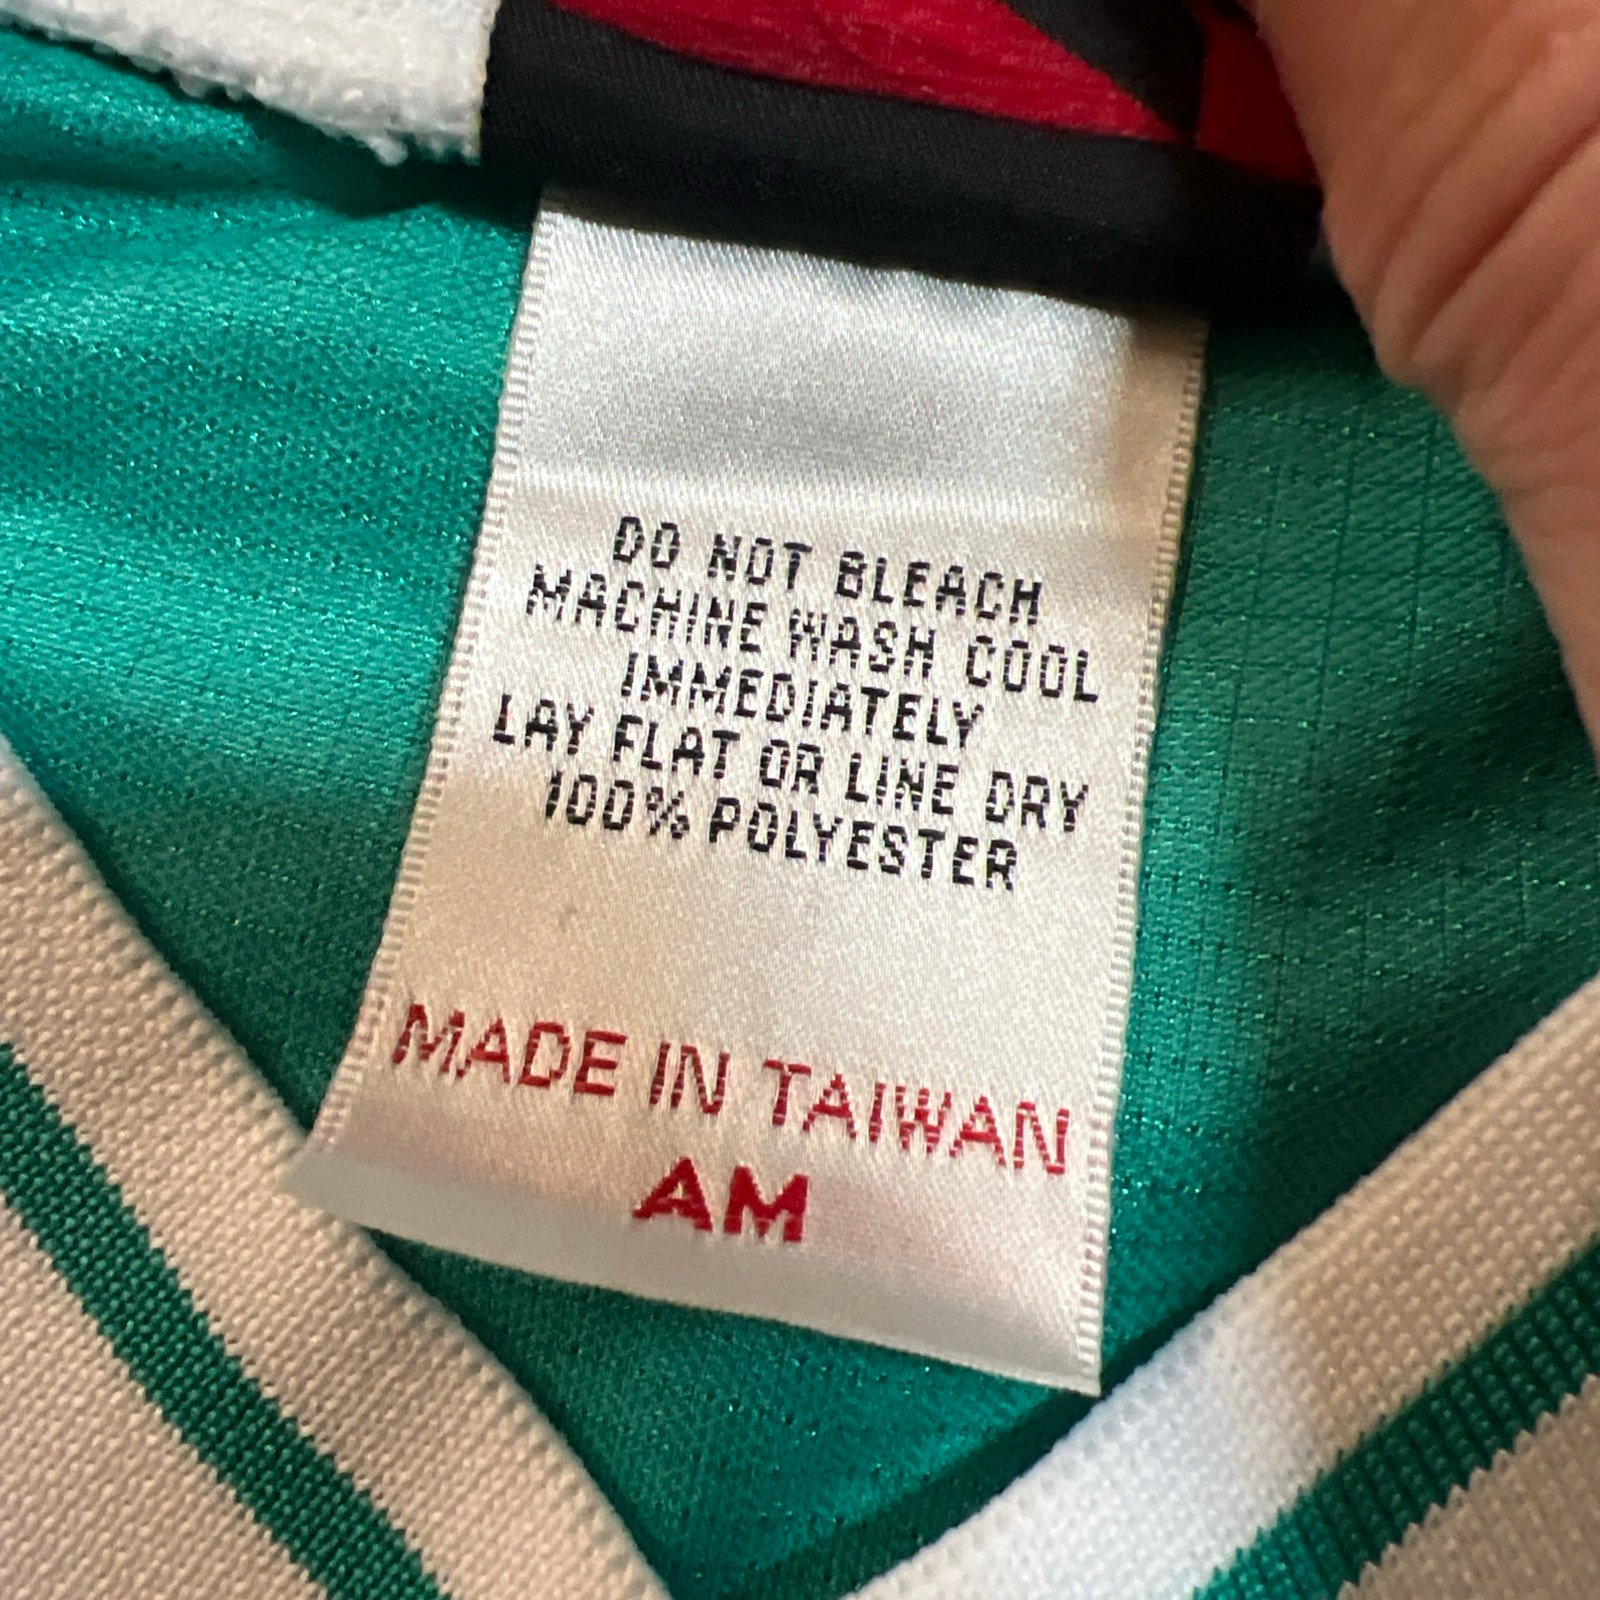 DO NOT BLEACH
MACHINE WASH COOL
IMMEDIATELY
LAY FLAT OR LINE DRY
100% POLYESTER
MADE IN TAIWAN
AM